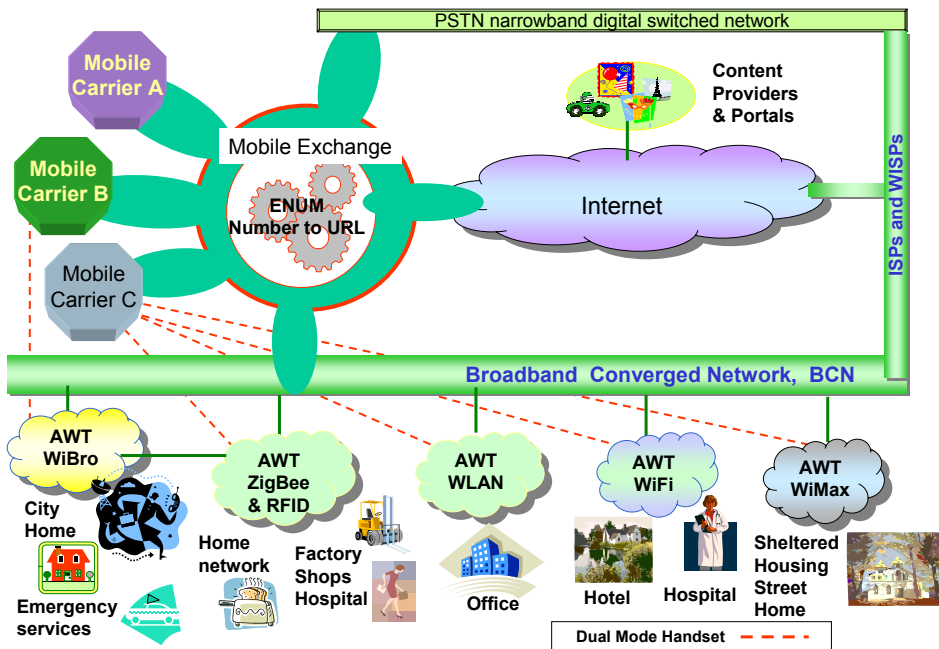 PSTN narrowband digital switched network
Mobile
Carrier A
Content
Providers
& Portals
Mobile Exchange
Mobile
Carrier B
ENUM
Number to URL
Internet
ISPs and WISPs
Mobile
Carrier C
Broadband Converged Network, BCN
AWT
WiBro
AWT
ZigBee
& RFID
AWT
WLAN
AWT
WiFi
AWT
WiMax
City
Home
Emergency
services
Home
network
Factory
Shops
Hospital
Office
Hotel
Hospital
Sheltered
Housing
Street
Home
Dual Mode Handset